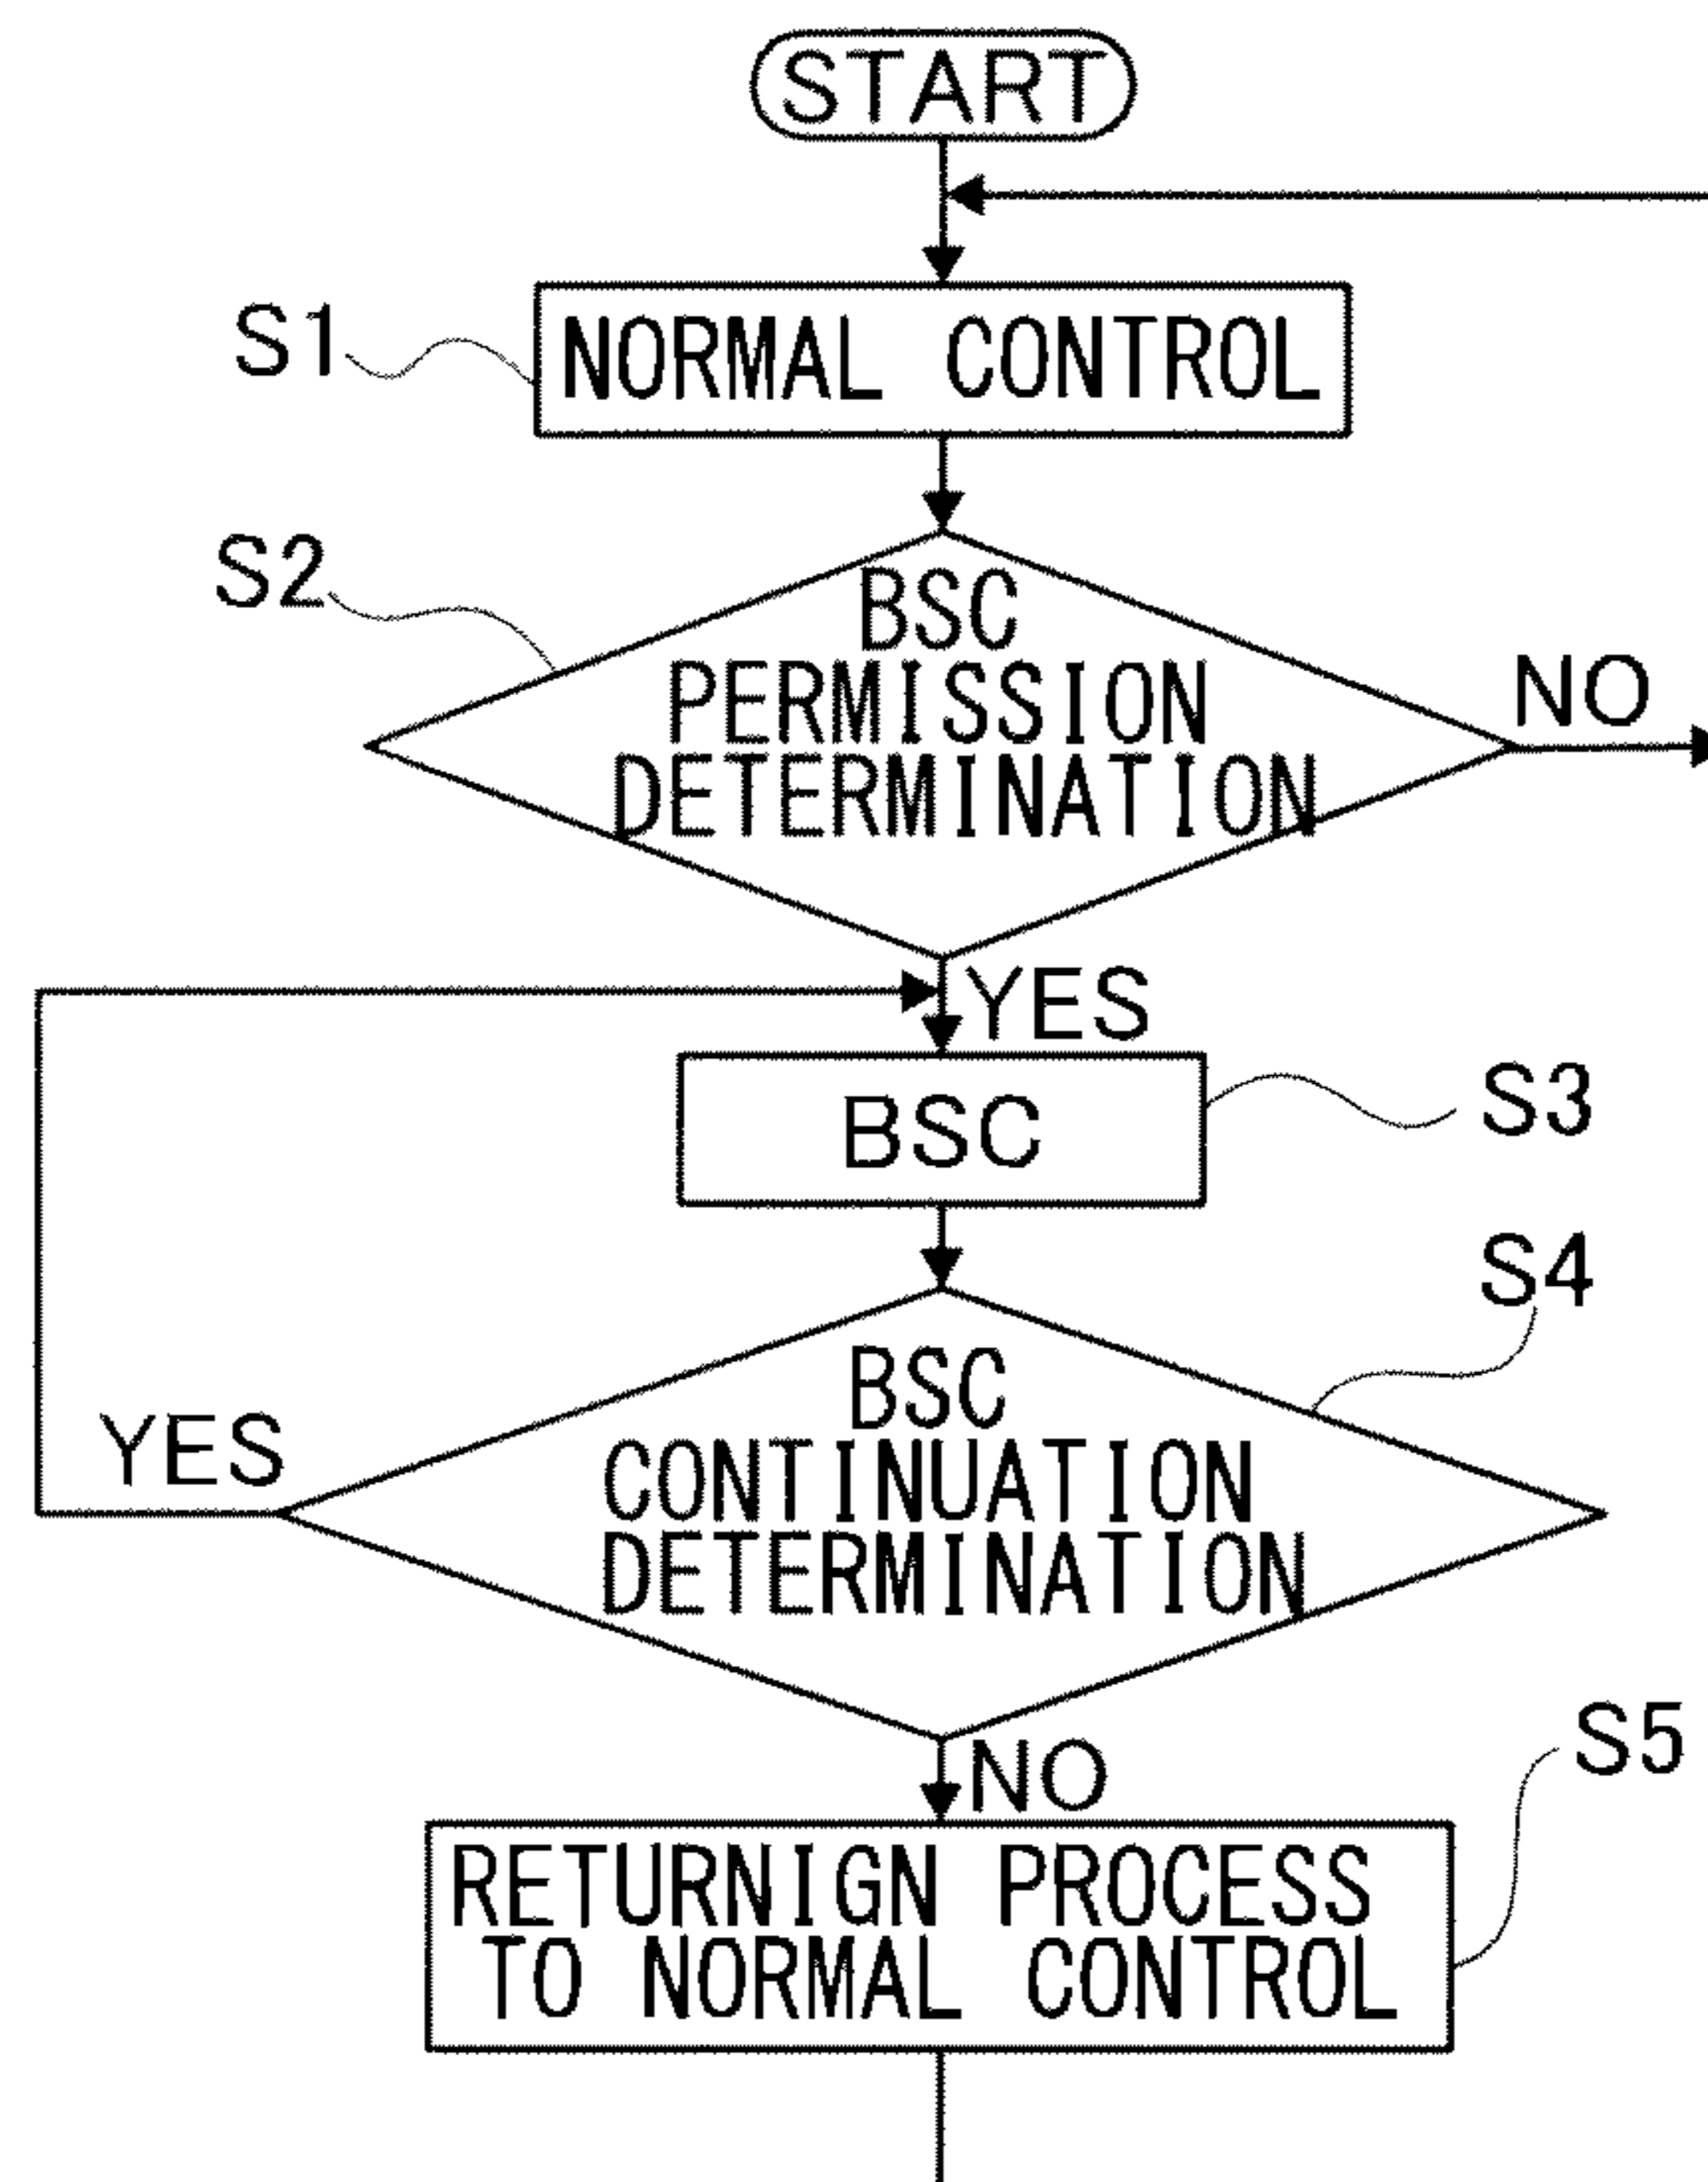 START
S1
NORMAL CONTROL
S2
BSC
PERMISSION
DETERMINATION
NO
YES
BSC
S3
S4
BSC
CONTINUATION
DETERMINATION
YES
NO
S5
RETURNIGN PROCESS
TO NORMAL CONTROL